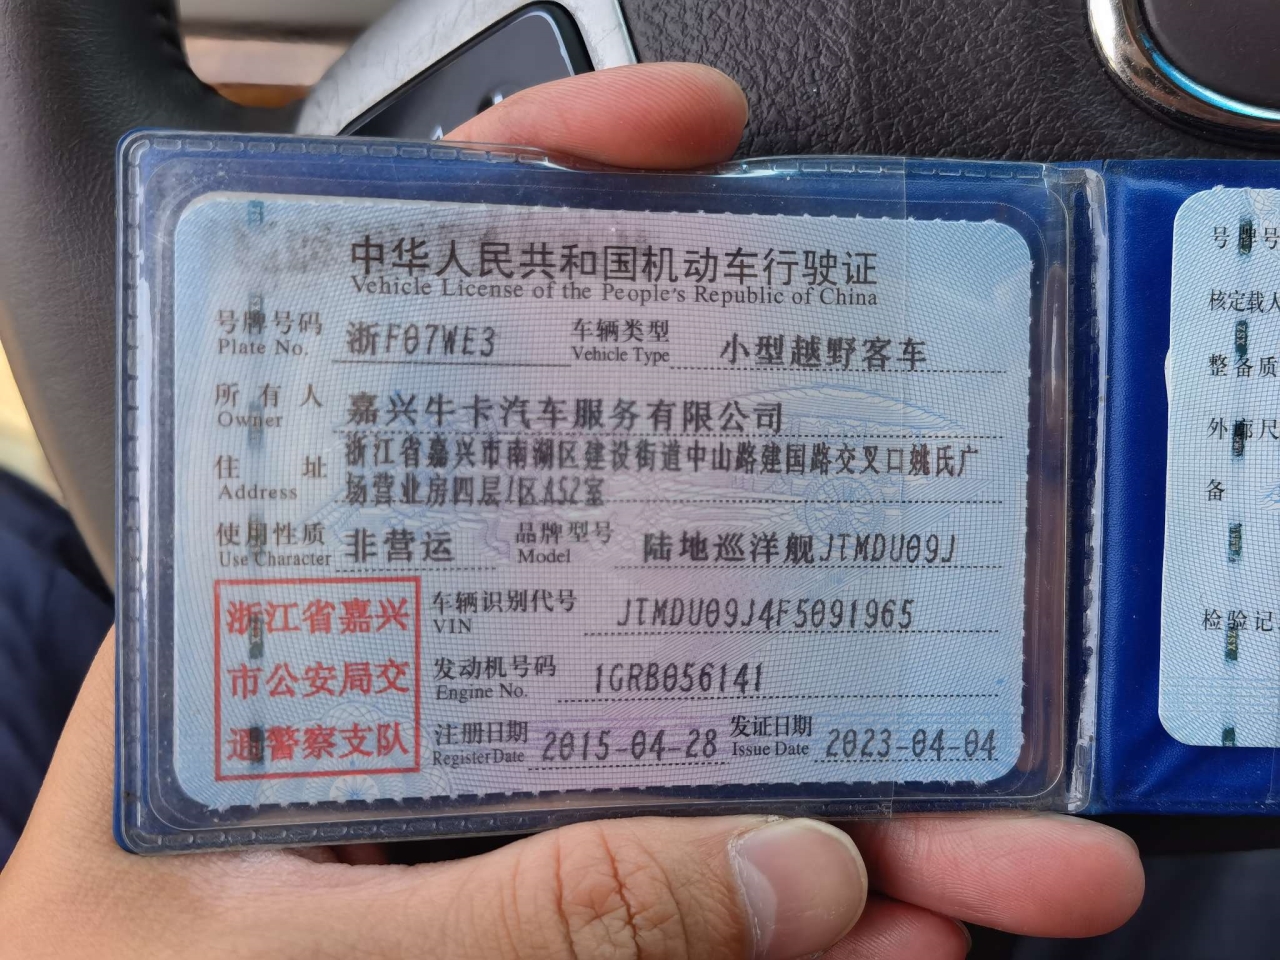 中华人民共和国机动车行驶证
Vehicle License of the People's Republic of China
号牌号码 浙F07WE3 车辆类型 小型越野客车
Plate No. Vehicle Type
所有人 嘉兴牛卡汽车服务有限公司
Owner
住址 浙江省嘉兴市南湖区建设街道中山路建国路交叉口姚氏广
Address 场营业房四层1区A52室
使用性质 非营运 品牌型号 陆地巡洋舰JTMDU09J
Use Character Model
浙江省嘉兴
市公安局交
通警察支队
车辆识别代号 JTMDU09J4F5091965
VIN
发动机号码 1GRB056141
Engine No.
注册日期 2015-04-28 发证日期 2023-04-04
Register Date Issue Date
号牌号
核定载人
整备质
外廓尺
备
检验记